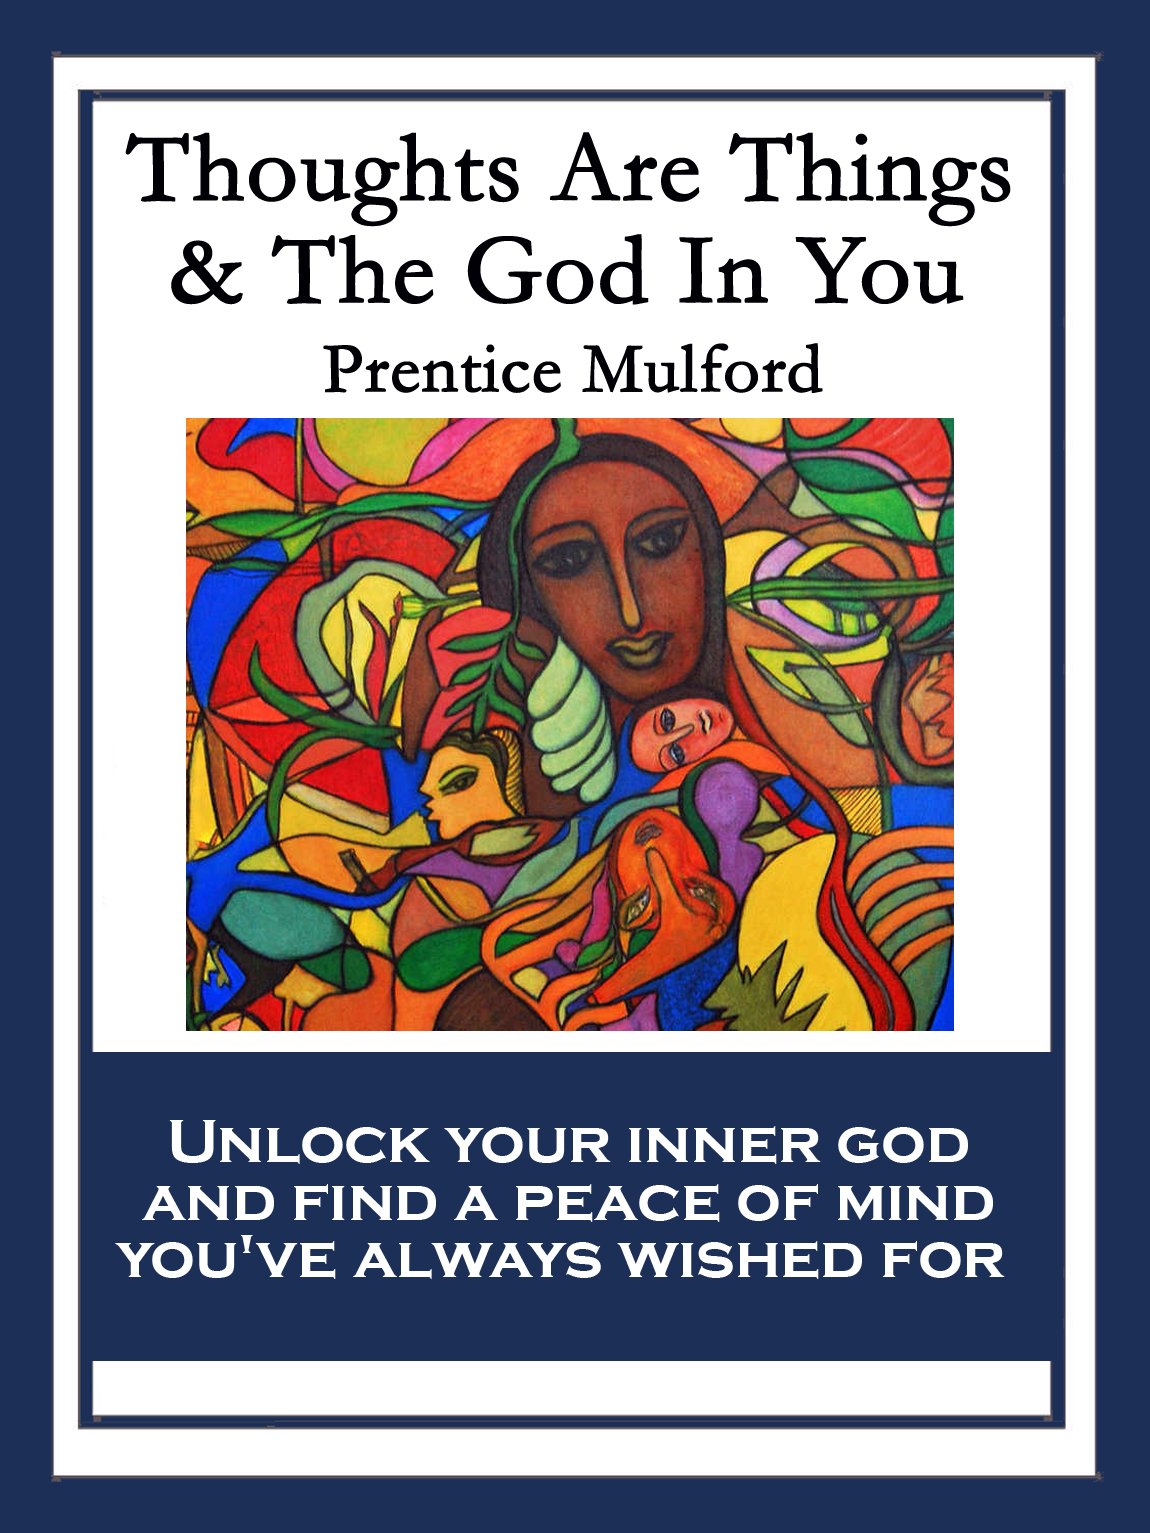 Thoughts Are Things
& The God In You
Prentice Mulford
UNLOCK YOUR INNER GOD
AND FIND A PEACE OF MIND
YOU'VE ALWAYS WISHED FOR